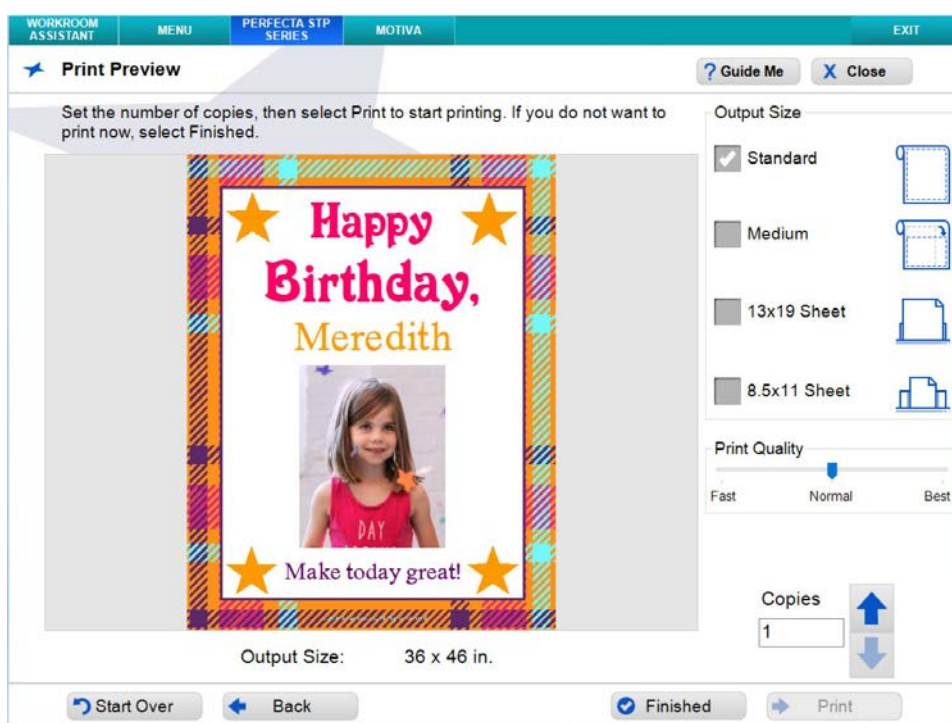 WORKROOM
ASSISTANT
MENU
PERFECTA STP
SERIES
MOTIVA
EXIT
Print Preview
? Guide Me
X Close
Set the number of copies, then select Print to start printing. If you do not want to
print now, select Finished.
Output Size
Standard
Medium
13x19 Sheet
8.5x11 Sheet
Happy
Birthday,
Meredith
DAY
Make today great!
Print Quality
Fast Normal Best
Copies
1
Output Size: 36 x 46 in.
Start Over
Back
Finished
Print